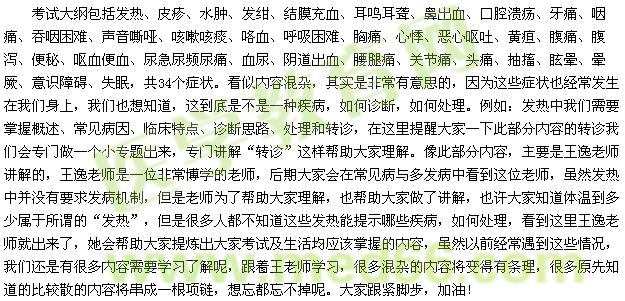 考试大纲包括发热、皮疹、水肿、发绀、结膜充血、耳鸣耳聋、鼻出血、口腔溃疡、牙痛、咽
痛、吞咽困难、声音嘶哑、咳嗽咳痰、咯血、呼吸困难、胸痛、心悸、恶心呕吐、黄疸、腹痛、腹
泻、便秘、呕血便血、尿急尿频尿痛、血尿、阴道出血、腰腿痛、关节痛、头痛、抽搐、眩晕、晕
厥、意识障碍、失眠，共34个症状。看似内容混杂，其实是非常有意思的，因为这些症状也经常发生
在我们身上，我们也想知道，这到底是不是一种疾病，如何诊断，如何处理。例如：发热中我们需要
掌握概述、常见病因、临床特点、诊断思路、处理和转诊，在这里提醒大家一下此部分内容的转诊我
们会专门做一个小专题出来，专门讲解“转诊”这样帮助大家理解。像此部分内容，主要是王逸老师
讲解的，王逸老师是一位非常博学的老师，后期大家会在常见病与多发病中看到这位老师，虽然发热
中并没有要求发病机制，但是老师为了帮助大家理解，也帮助大家做了讲解，也许大家知道体温到多
少属于所谓的“发热”，但是很多人都不知道这些发热能提示哪些疾病，如何处理，看到这里王逸老
师就出来了，她会帮助大家提炼出大家考试及生活均应该掌握的内容，虽然以前经常遇到这些情况，
我们还是有很多内容需要学习了解呢，跟着王老师学习，很多混杂的内容将变得有条理，很多原先知
道的比较散的内容将串成一根项链，想忘都忘不掉呢。大家跟紧脚步，加油！
医学教育网
www.med66.com